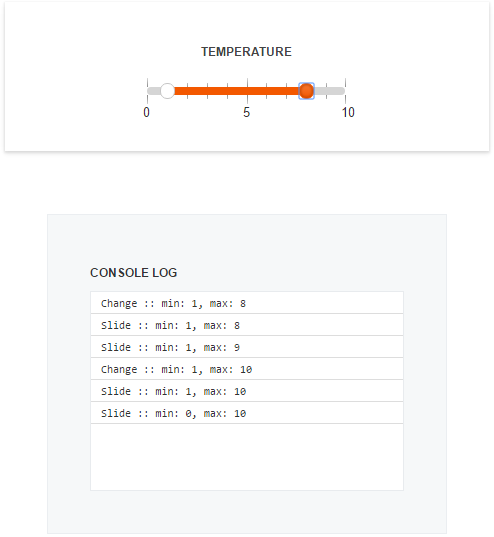 TEMPERATURE
0 5 10
CONSOLE LOG
Change :: min: 1, max: 8
Slide :: min: 1, max: 8
Slide :: min: 1, max: 9
Change :: min: 1, max: 10
Slide :: min: 1, max: 10
Slide :: min: 0, max: 10